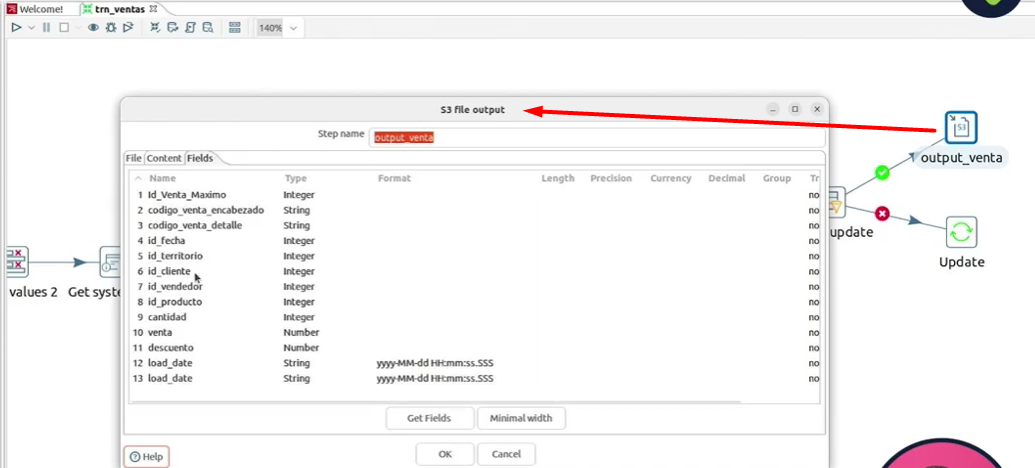 Welcome!
trn_ventas
140%
S3 file output
Step name
output_venta
File
Content
Fields
Name Type Format Length Precision Currency Decimal Group Tr
1 Id_Venta_Maximo Integer no
2 codigo_venta_encabezado String no
3 codigo_venta_detalle String no
4 id_fecha Integer no
5 id_territorio Integer no
6 id_cliente Integer no
7 id_vendedor Integer no
8 id_producto Integer no
9 cantidad Integer no
10 venta Number no
11 descuento Number no
12 load_date String yyyy-MM-dd HH:mm:ss.SSS no
13 load_date String yyyy-MM-dd HH:mm:ss.SSS no
Get Fields
Minimal width
Help
OK
Cancel
values 2
Get syste
S3
output_venta
update
Update